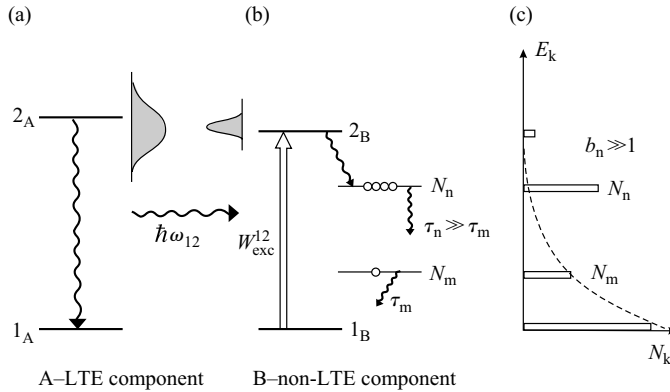 (a)
(b)
(c)
E_k
2_A
2_B
b_n ≫ 1
N_n
N_n
τ_n ≫ τ_m
ħω_12
W_exc^12
N_m
N_m
τ_m
1_A
1_B
N_k
A–LTE component
B–non-LTE component